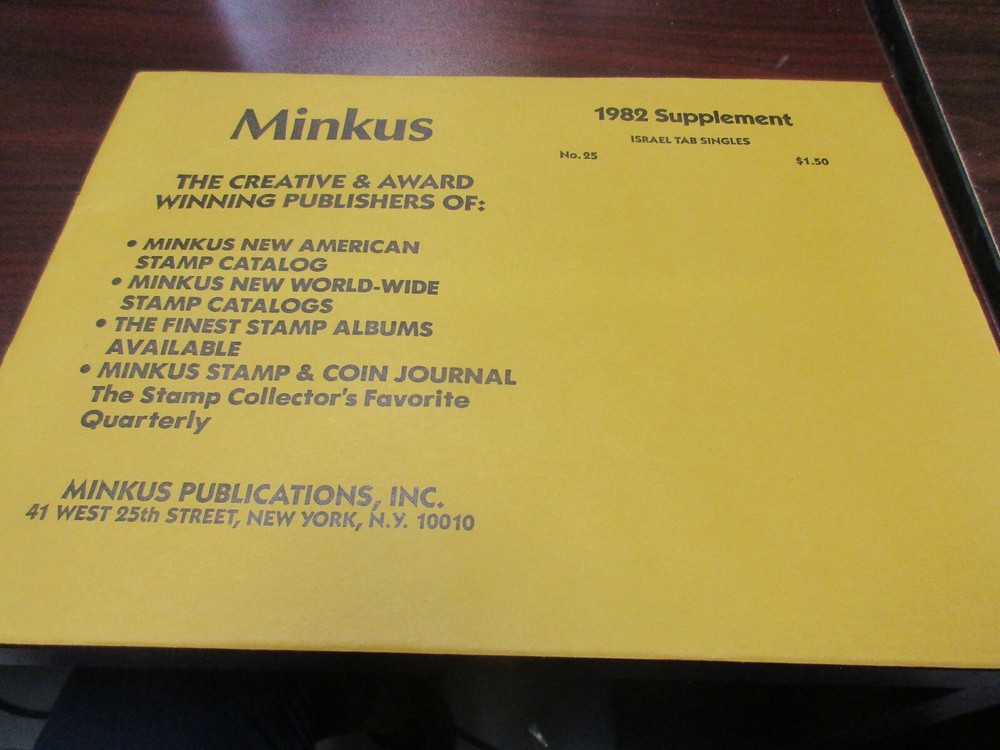 Minkus
THE CREATIVE & AWARD
WINNING PUBLISHERS OF:
• MINKUS NEW AMERICAN
STAMP CATALOG
• MINKUS NEW WORLD-WIDE
STAMP CATALOGS
• THE FINEST STAMP ALBUMS
AVAILABLE
• MINKUS STAMP & COIN JOURNAL
The Stamp Collector's Favorite
Quarterly
MINKUS PUBLICATIONS, INC.
41 WEST 25th STREET, NEW YORK, N.Y. 10010
1982 Supplement
ISRAEL TAB SINGLES
No. 25 $1.50